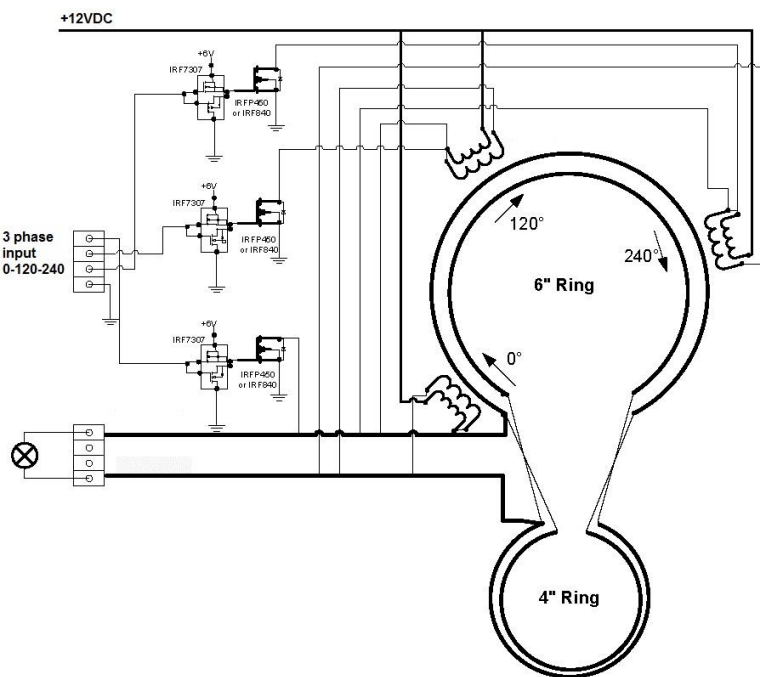 +12VDC
+6V
IRF7307
IRFP450
or IRF840
120°
+6V
IRF7307
240°
3 phase
input
0-120-240
IRFP450
or IRF840
6" Ring
+6V
IRF7307
0°
IRFP450
or IRF840
4" Ring